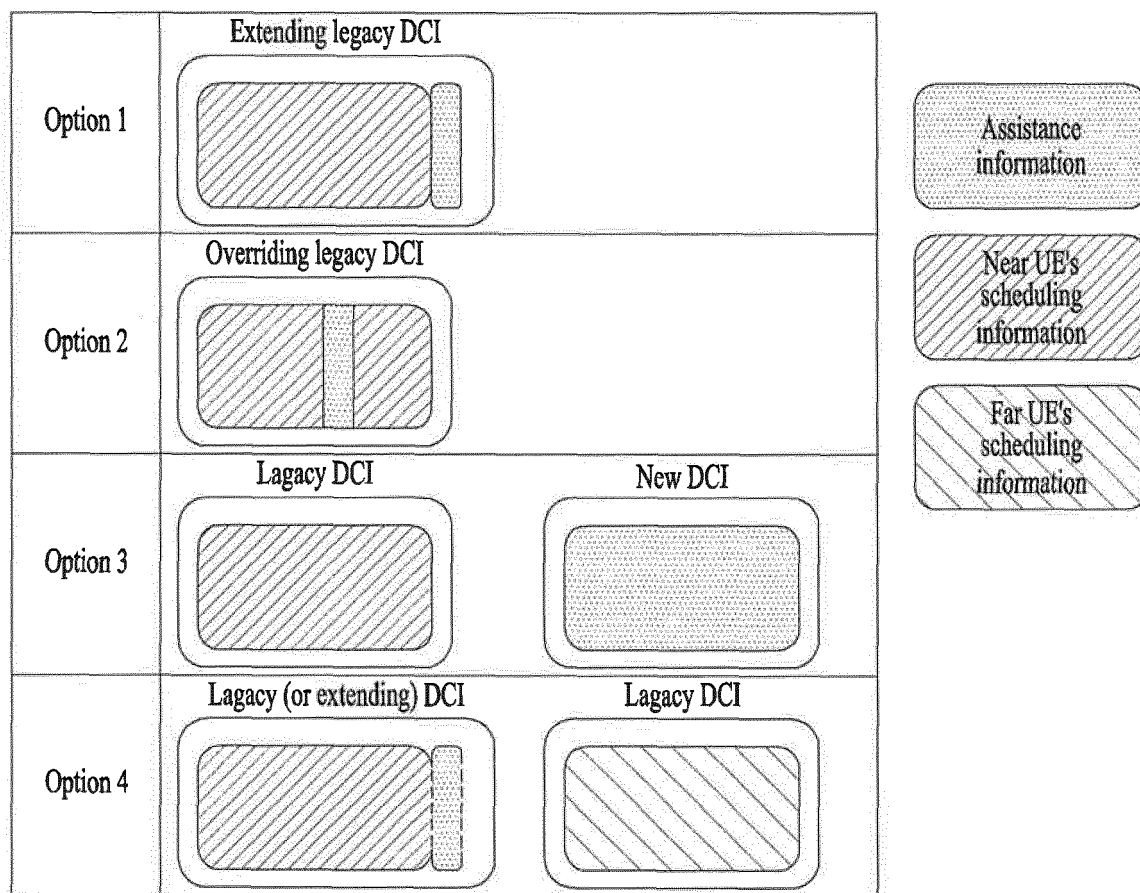 Extending legacy DCI
Option 1
Overriding legacy DCI
Option 2
Lagacy DCI
New DCI
Option 3
Lagacy (or extending) DCI
Lagacy DCI
Option 4
Assistance
information
Near UE's
scheduling
information
Far UE's
scheduling
information